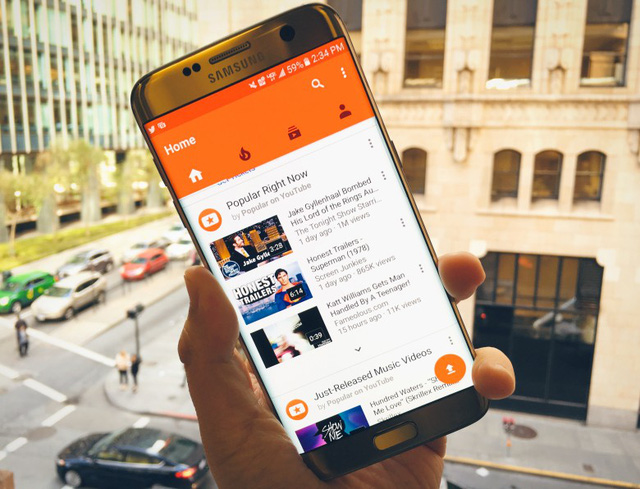 SAMSUNG
59% 2:34 PM
Home
Popular Right Now
by Popular on YouTube
Jake Gyllenhaal Bombed
His Lord of the Rings Au...
The Tonight Show Starri...
1 day ago · 1M views
Jake Gyll
3:28
Honest Trailers -
Superman (1978)
Screen Junkies
1 day ago · 865K views
HONEST
TRAILERS
6:14
Katt Williams Gets Man
Handled By A Teenager!
Fameolous.com
15 hours ago · 11K views
0:39
Just-Released Music Videos
by Popular on YouTube
Hundred Waters - "S
Me Love" (Skrillex Remix
SHOW
ME